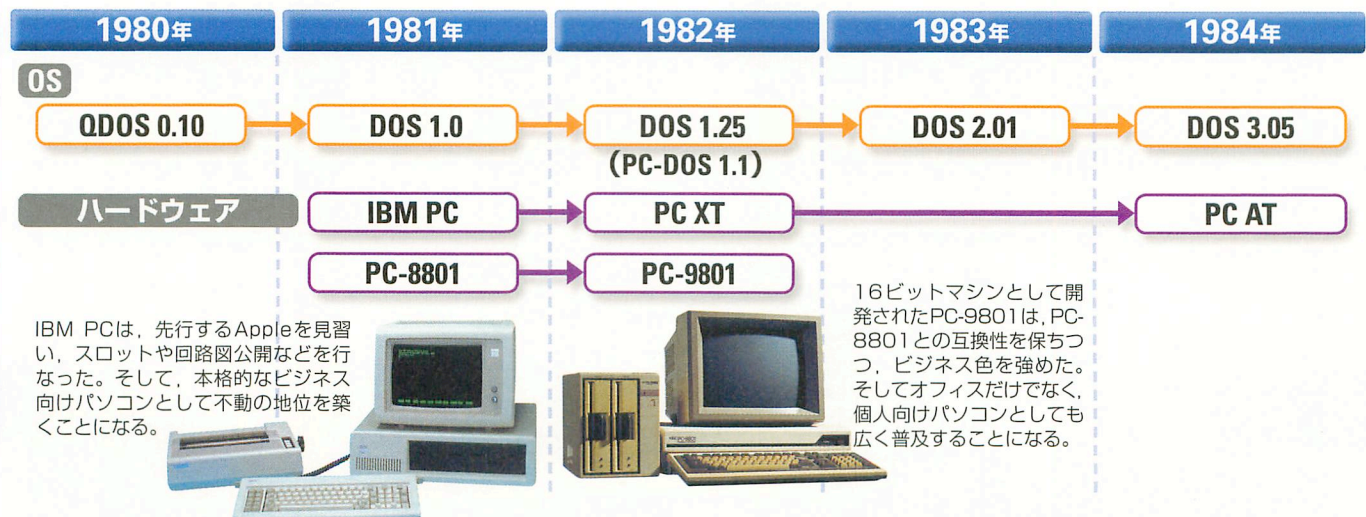 1980年
1981年
1982年
1983年
1984年
OS
QDOS 0.10
DOS 1.0
DOS 1.25
(PC-DOS 1.1)
DOS 2.01
DOS 3.05
ハードウェア
IBM PC
PC XT
PC AT
PC-8801
PC-9801
IBM PCは，先行するAppleを見習
い，スロットや回路図公開などを行
なった。そして，本格的なビジネス
向けパソコンとして不動の地位を築
くことになる。
16ビットマシンとして開
発されたPC-9801は，PC-
8801との互換性を保ちつ
つ，ビジネス色を強めた。
そしてオフィスだけでなく，
個人向けパソコンとしても
広く普及することになる。